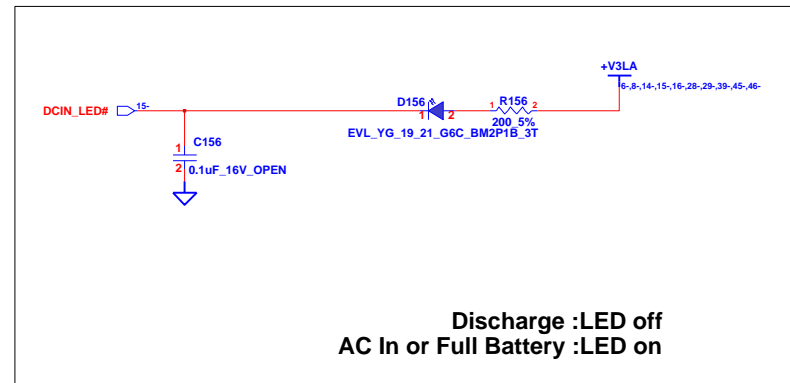 +V3LA
6-,8-,14-,15-,16-,28-,29-,39-,45-,46-
DCIN_LED# 15-
D156
1 2
R156
1 2
200_5%
EVL_YG_19_21_G6C_BM2P1B_3T
C156
1
2
0.1uF_16V_OPEN
Discharge :LED off
AC In or Full Battery :LED on